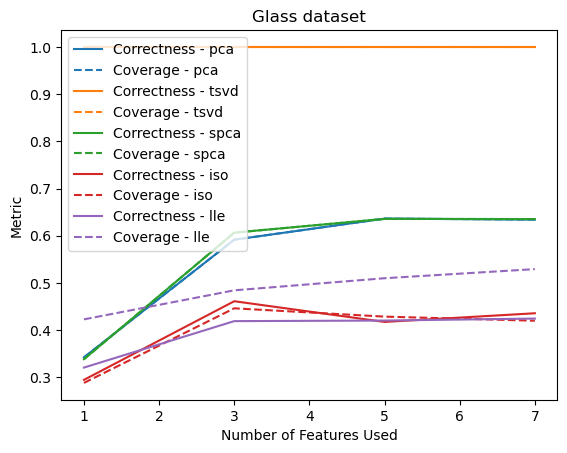 Glass dataset
Correctness - pca
Coverage - pca
Correctness - tsvd
Coverage - tsvd
Correctness - spca
Coverage - spca
Correctness - iso
Coverage - iso
Correctness - lle
Coverage - lle
Metric
1.0
0.9
0.8
0.7
0.6
0.5
0.4
0.3
1 2 3 4 5 6 7
Number of Features Used